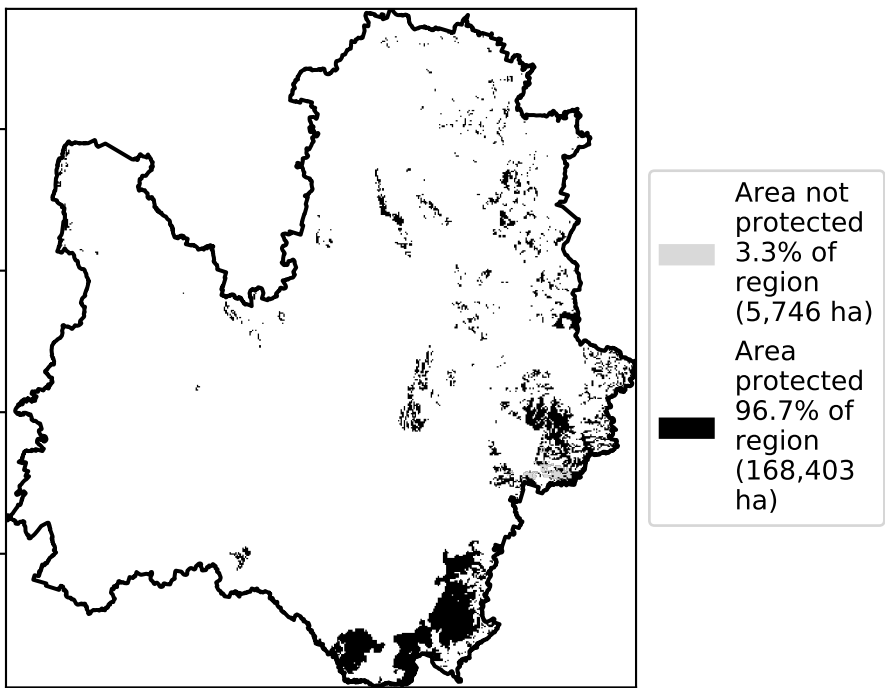 Area not
protected
3.3% of
region
(5,746 ha)
Area
protected
96.7% of
region
(168,403
ha)